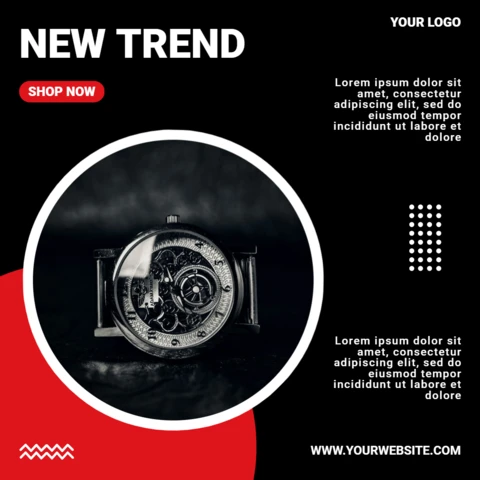 YOUR LOGO
NEW TREND
SHOP NOW
Lorem ipsum dolor sit
amet, consectetur
adipiscing elit, sed do
eiusmod tempor
incididunt ut labore et
dolore
Lorem ipsum dolor sit
amet, consectetur
adipiscing elit, sed do
eiusmod tempor
incididunt ut labore et
dolore
WWW.YOURWEBSITE.COM